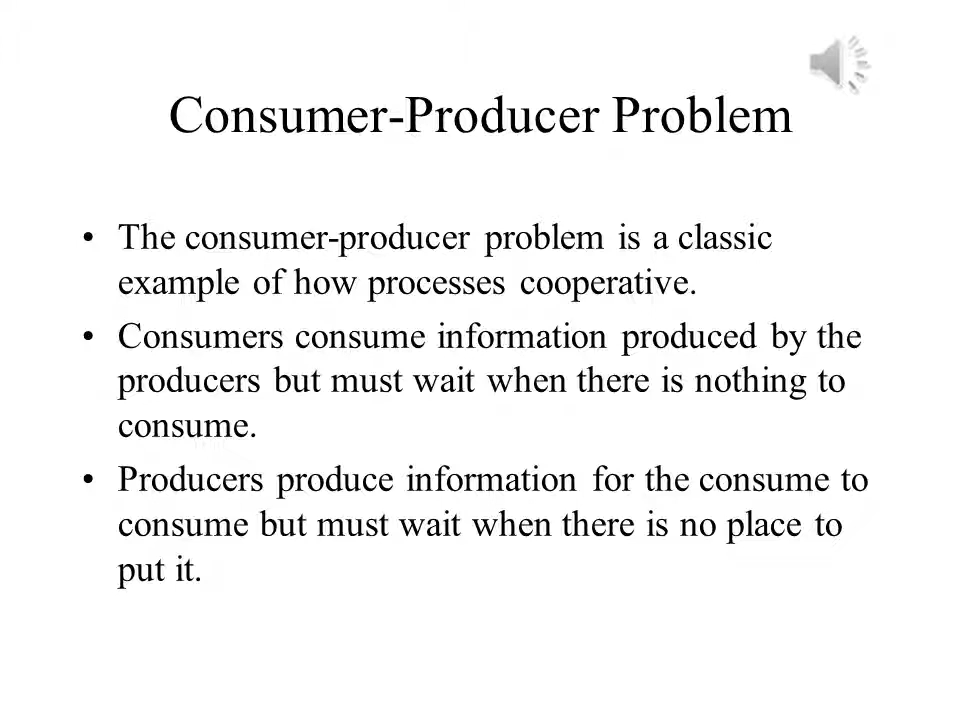 Consumer-Producer Problem
• The consumer-producer problem is a classic
example of how processes cooperative.
• Consumers consume information produced by the
producers but must wait when there is nothing to
consume.
• Producers produce information for the consume to
consume but must wait when there is no place to
put it.